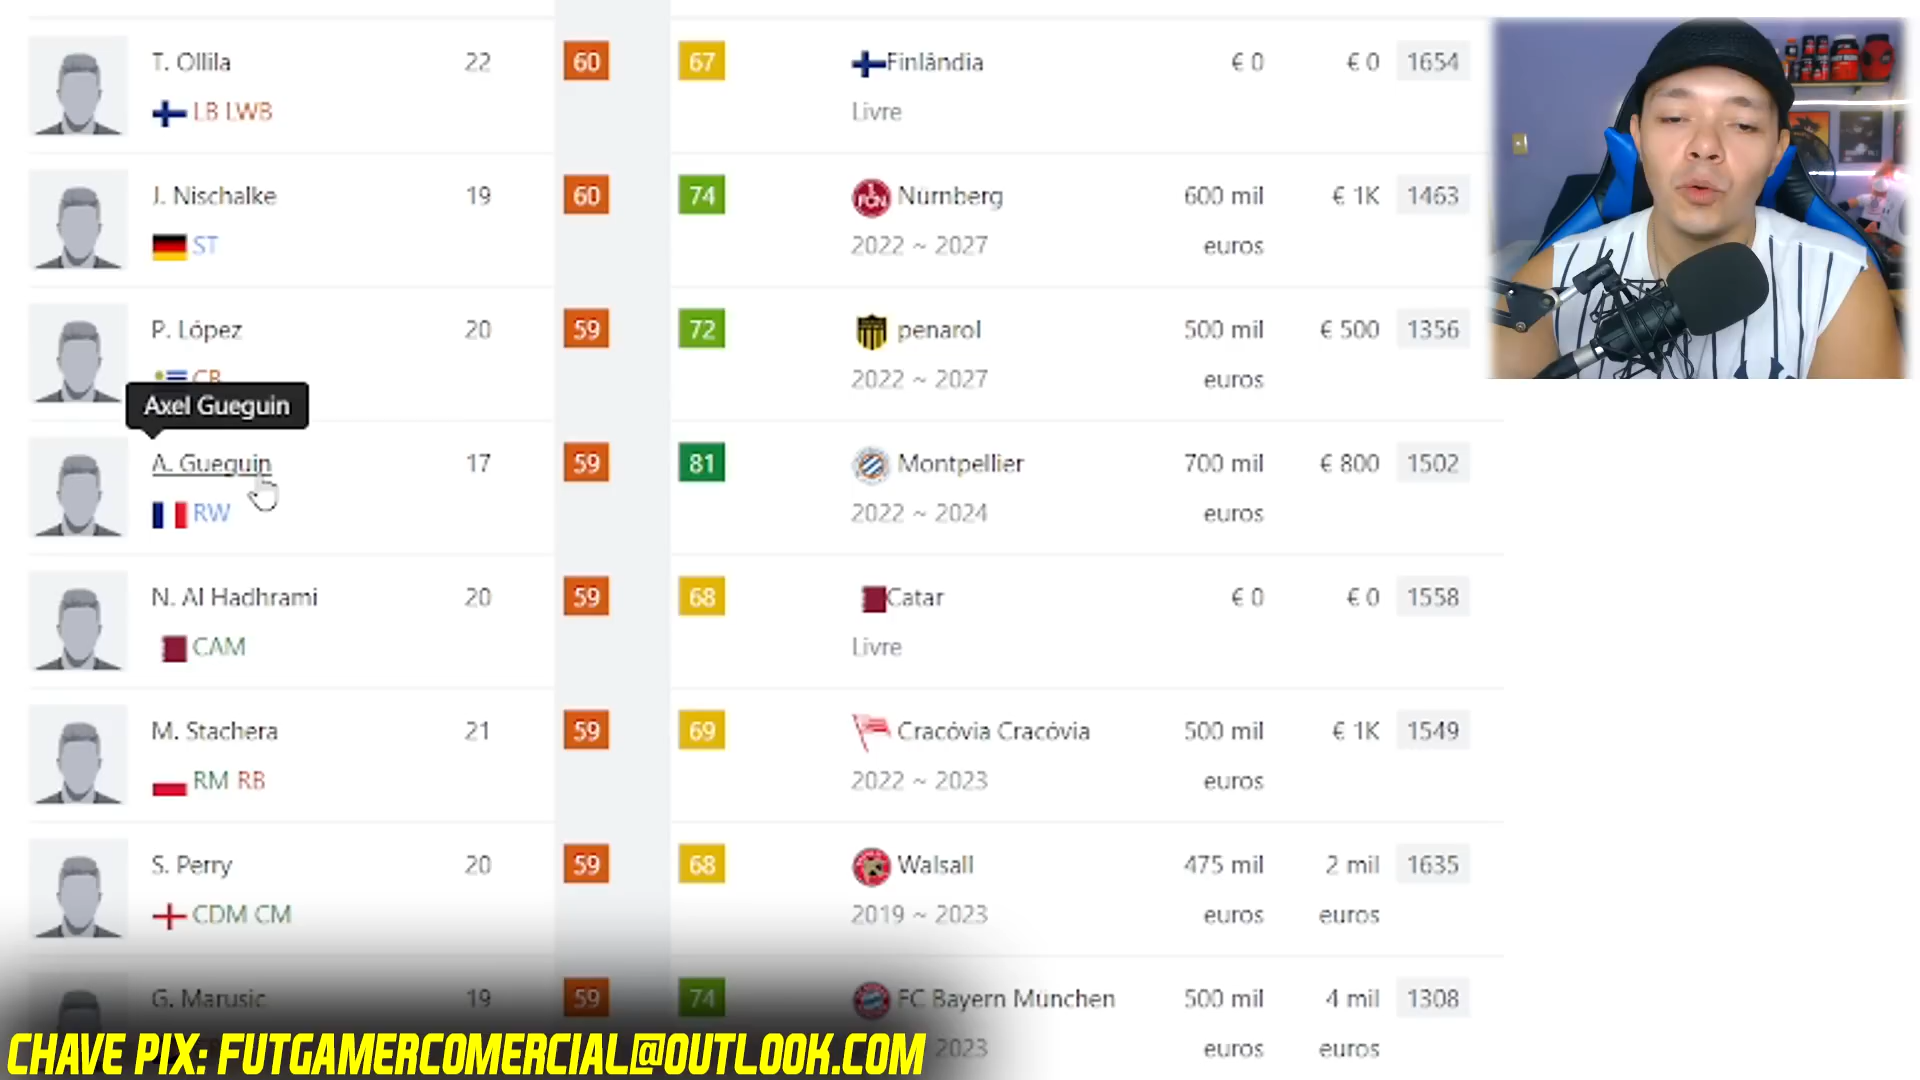 T. Ollila 22 60 67 Finlândia € 0 € 0 1654
LB LWB Livre
J. Nischalke 19 60 74 Nürnberg 600 mil € 1K 1463
ST 2022 ~ 2027 euros
P. López 20 59 72 penarol 500 mil € 500 1356
CB 2022 ~ 2027 euros
Axel Gueguin
A. Gueguin 17 59 81 Montpellier 700 mil € 800 1502
RW 2022 ~ 2024 euros
N. Al Hadhrami 20 59 68 Catar € 0 € 0 1558
CAM Livre
M. Stachera 21 59 69 Cracóvia Cracóvia 500 mil € 1K 1549
RM RB 2022 ~ 2023 euros
S. Perry 20 59 68 Walsall 475 mil 2 mil 1635
CDM CM 2019 ~ 2023 euros euros
G. Marusic 19 59 74 FC Bayern München 500 mil 4 mil 1308
2023 euros euros
CHAVE PIX: FUTGAMERCOMERCIAL@OUTLOOK.COM